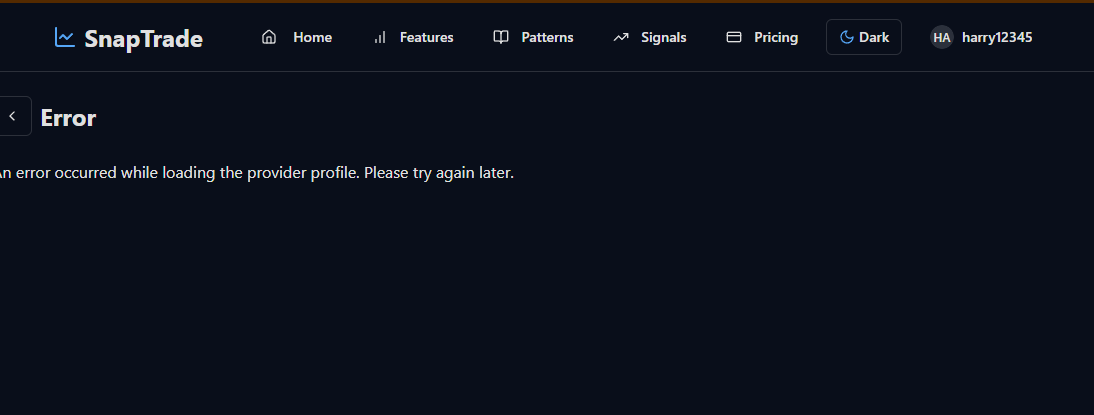 SnapTrade Home Features Patterns Signals Pricing Dark HA harry12345
Error
An error occurred while loading the provider profile. Please try again later.